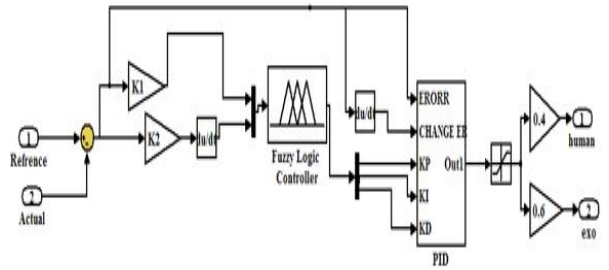 K1
ERORR
1
Refrence
K2
du/dt
du/dt
CHANGE ER
0.4
1
human
Fuzzy Logic
Controller
KP
Out1
2
Actual
KI
KD
0.6
2
exo
PID